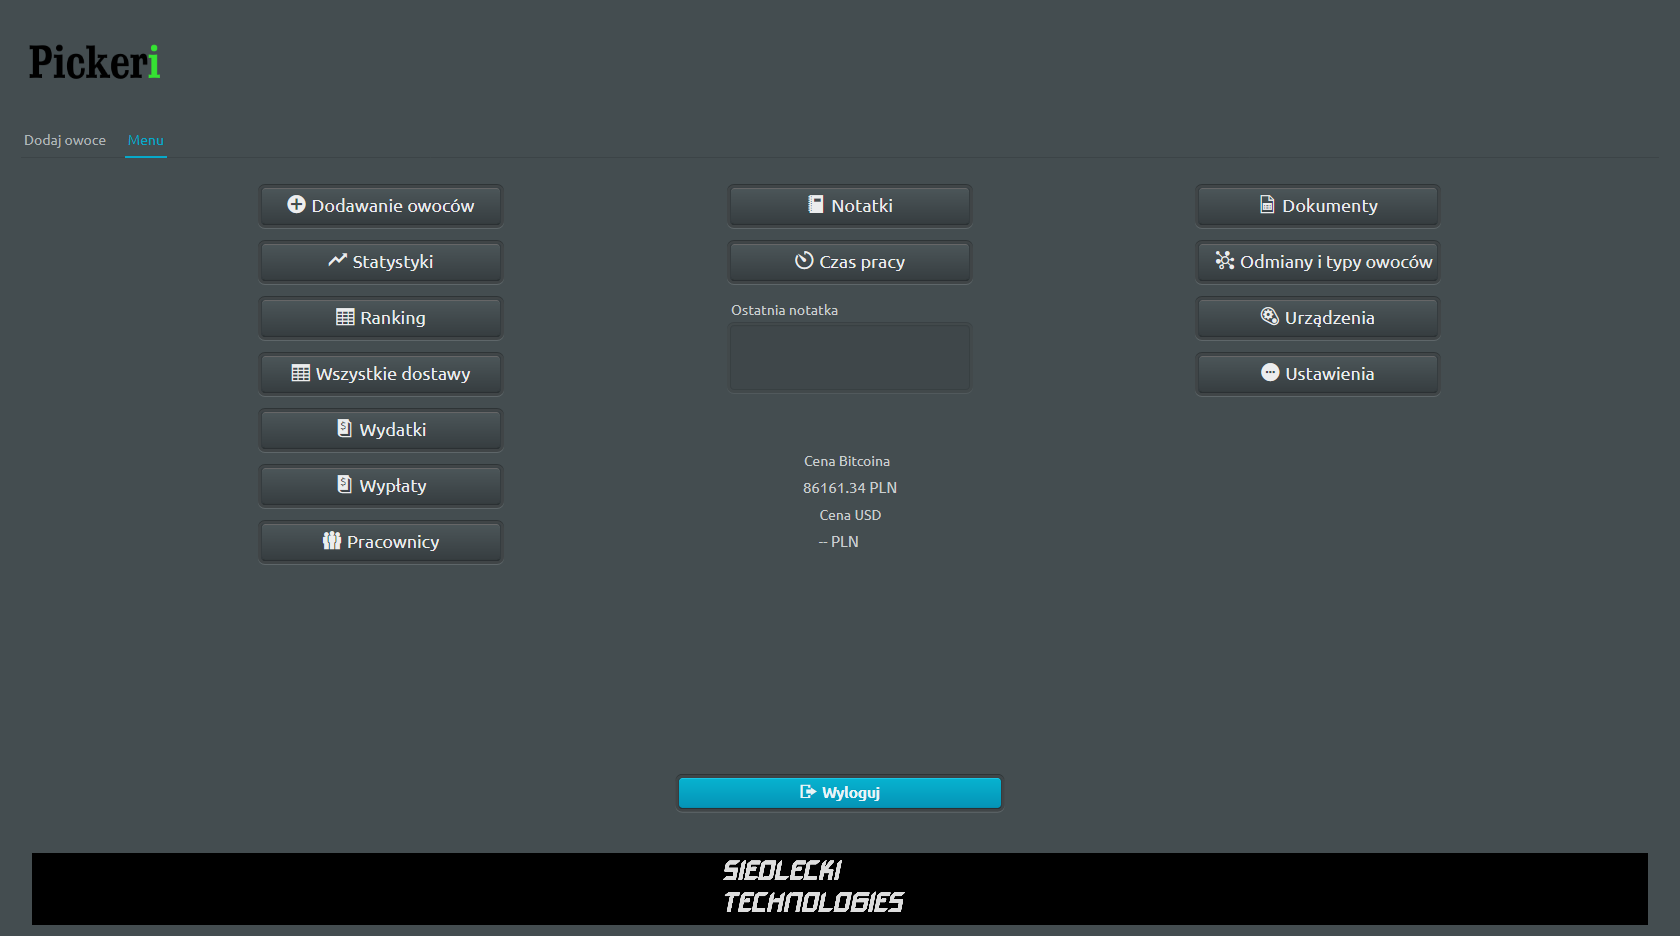 Pickeri
Dodaj owoce
Menu
Dodawanie owoców
Statystyki
Ranking
Wszystkie dostawy
Wydatki
Wypłaty
Pracownicy
Notatki
Czas pracy
Ostatnia notatka
Cena Bitcoina
86161.34 PLN
Cena USD
-- PLN
Dokumenty
Odmiany i typy owoców
Urządzenia
Ustawienia
Wyloguj
SIEDLECKI
TECHNOLOGIES